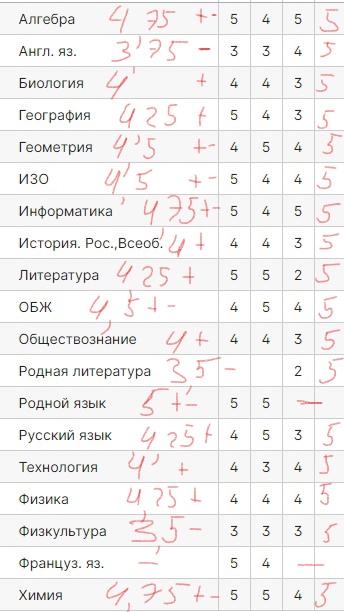 Алгебра 4 75 +- 5 4 5 5
Англ. яз. 3'75 - 3 3 4 5
Биология 4' + 4 4 3 5
География 4 25 + 5 4 3 5
Геометрия 4'5 +- 4 5 4 5
ИЗО 4'5 +- 5 4 4 5
Информатика 4,75+- 5 4 5 5
История. Рос.,Всеоб. 4 + 4 4 3 5
Литература 4 25 + 5 5 2 5
ОБЖ 4,5 +- 4 5 4 5
Обществознание 4 + 4 4 3 5
Родная литература 3,5 - 2 5
Родной язык 5 +- 5 5 —
Русский язык 4 25+ 4 5 3 5
Технология 4' + 4 3 4 5
Физика 4,25 + 4 4 4 5
Физкультура 3,5 - 3 3 3 5
Француз. яз. — 5 4 —
Химия 4,75+- 5 5 4 5